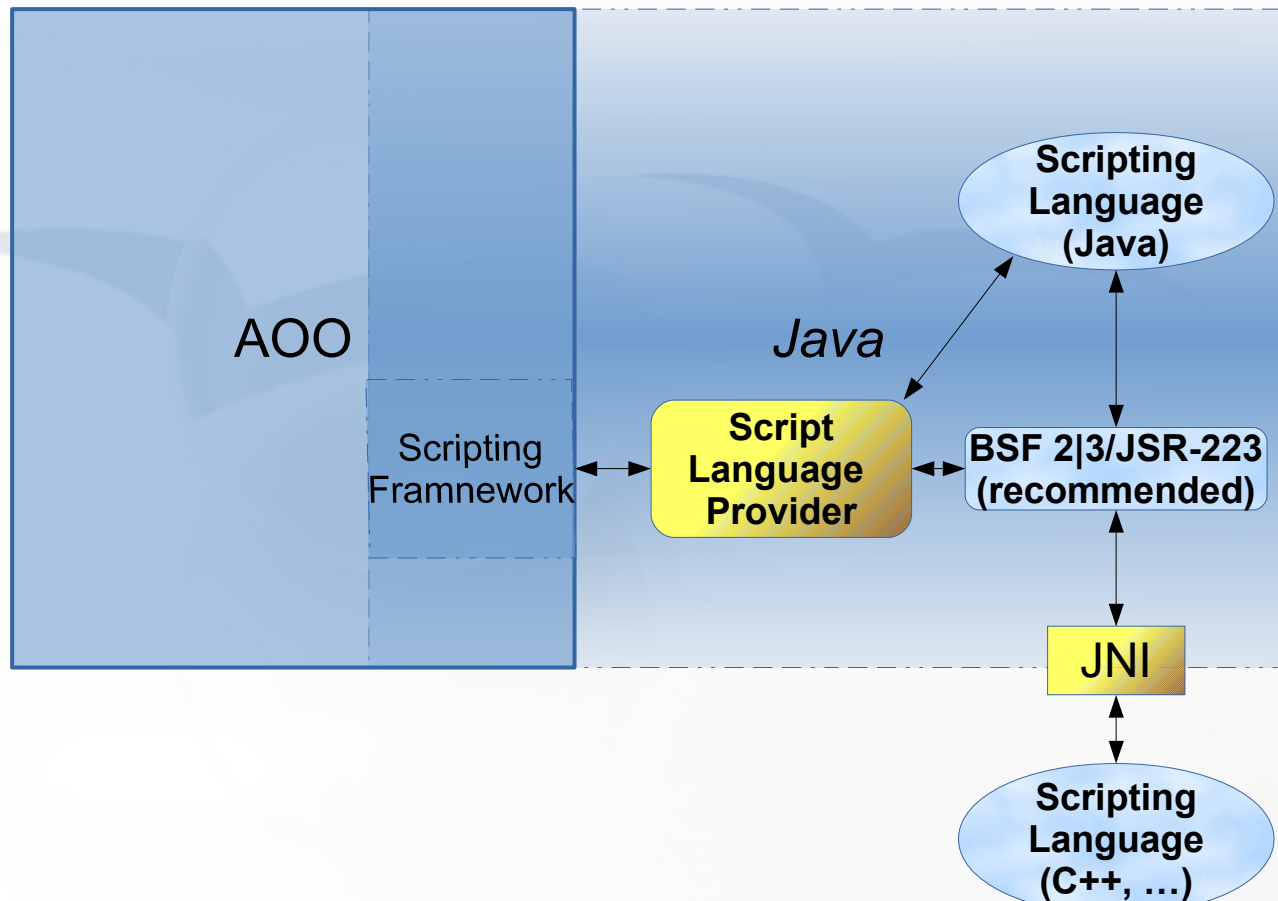 Scripting
Language
(Java)
AOO
Java
Scripting
Framnework
Script
Language
Provider
BSF 2|3/JSR-223
(recommended)
JNI
Scripting
Language
(C++, …)